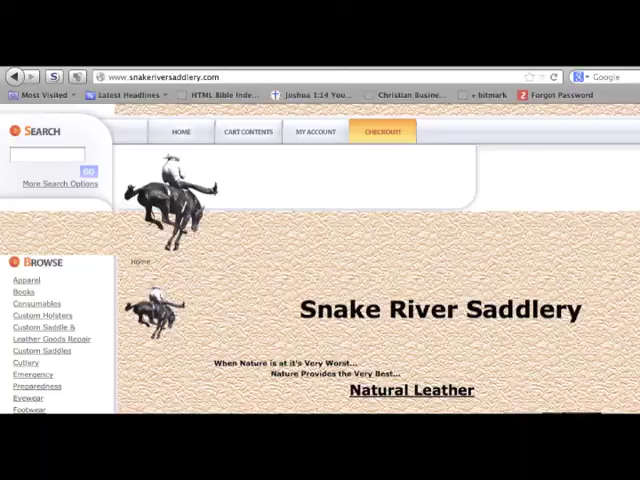 www.snakeriversaddlery.com
Google
Most Visited
Latest Headlines
HTML Bible Inde...
Joshua 1:14 You...
Christian Busine...
+ bitmark
Forgot Password
SEARCH
HOME
CART CONTENTS
MY ACCOUNT
CHECKOUT!
GO
More Search Options
BROWSE
Home
Apparel
Books
Consumables
Custom Holsters
Custom Saddle &
Leather Goods Repair
Custom Saddles
Cutlery
Emergency
Preparedness
Eyewear
Footwear
Snake River Saddlery
When Nature is at it's Very Worst...
Nature Provides the Very Best...
Natural Leather